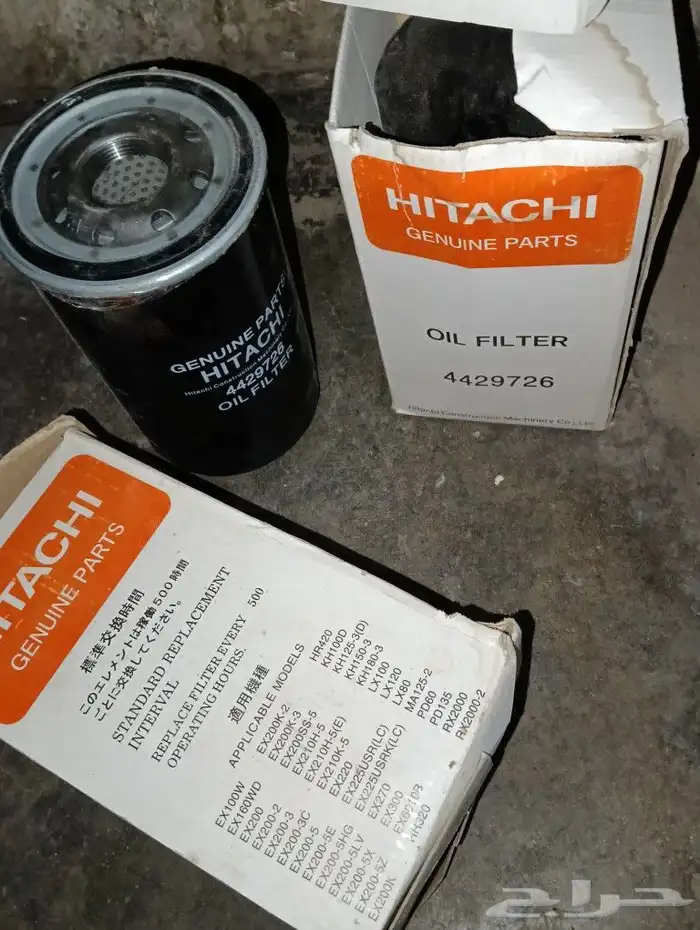 GENUINE PARTS
HITACHI
Hitachi Construction Machinery Co.,
4429726
OIL FILTER
HITACHI
GENUINE PARTS
OIL FILTER
4429726
Hitachi Construction Machinery Co., Ltd
HITACHI
GENUINE PARTS
標準交換時間
このエレメントは稼働500時間
ごとに交換してください。
STANDARD REPLACEMENT
INTERVAL
REPLACE FILTER EVERY 500
OPERATING HOURS
適用機種
APPLICABLE MODELS
EX100W
EX160WD
EX200
EX200-2
EX200-3
EX200-3C
EX200-5
EX200-5E
EX200-5HG
EX200-5LV
EX200-5X
EX200-5Z
EX200K
EX200K-2
EX200K-3
EX200SS-5
EX210H-5
EX210H-5(E)
EX210K-5
EX220
EX225USR(LC)
EX225USRK(LC)
EX270
EX300
HH320
HR420
KH100D
KH125-3(D)
KH150-3
KH180-3
LX100
LX120
LX80
MA125-2
PD60
PD135
RX2000
RX2000-2
حراج